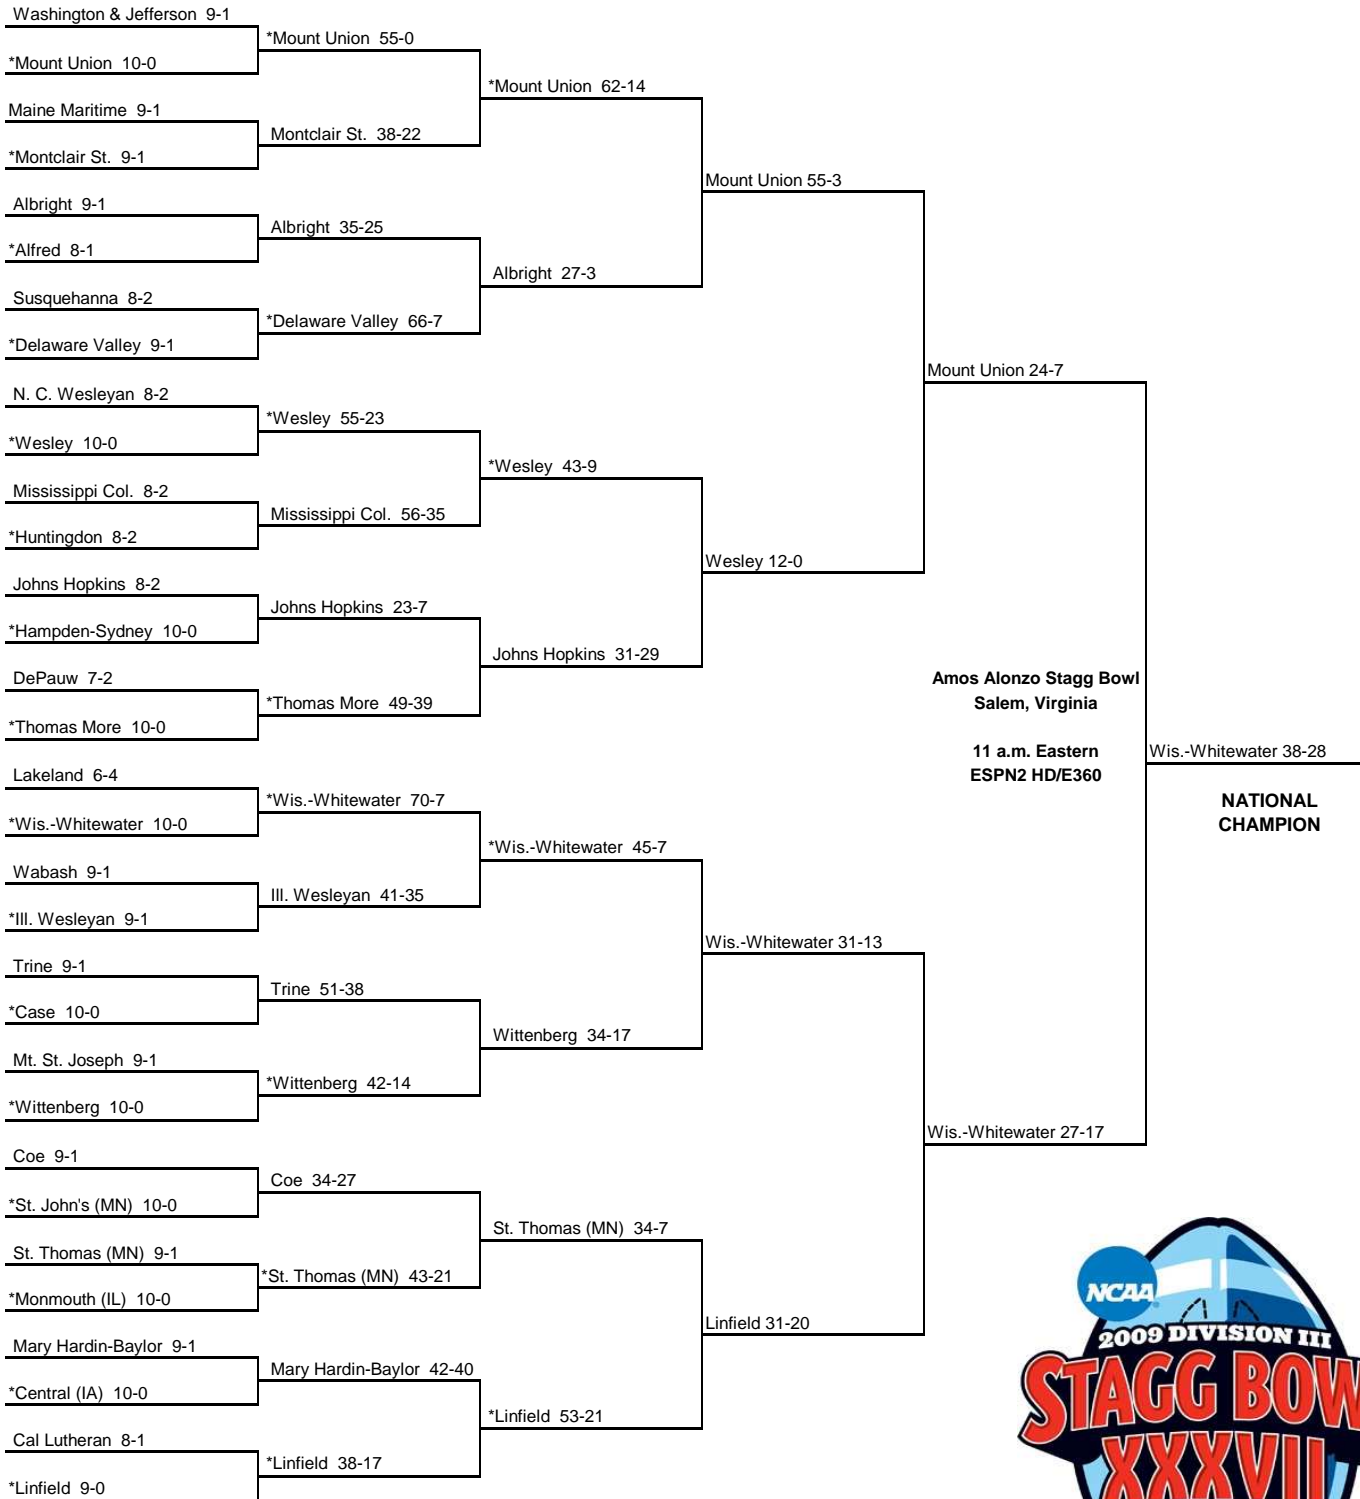 Washington & Jefferson 9-1
*Mount Union 10-0
Maine Maritime 9-1
*Montclair St. 9-1
Albright 9-1
*Alfred 8-1
Susquehanna 8-2
*Delaware Valley 9-1
N. C. Wesleyan 8-2
*Wesley 10-0
Mississippi Col. 8-2
*Huntingdon 8-2
Johns Hopkins 8-2
*Hampden-Sydney 10-0
DePauw 7-2
*Thomas More 10-0
Lakeland 6-4
*Wis.-Whitewater 10-0
Wabash 9-1
*Ill. Wesleyan 9-1
Trine 9-1
*Case 10-0
Mt. St. Joseph 9-1
*Wittenberg 10-0
Coe 9-1
*St. John's (MN) 10-0
St. Thomas (MN) 9-1
*Monmouth (IL) 10-0
Mary Hardin-Baylor 9-1
*Central (IA) 10-0
Cal Lutheran 8-1
*Linfield 9-0
*Mount Union 55-0
Montclair St. 38-22
Albright 35-25
*Delaware Valley 66-7
*Wesley 55-23
Mississippi Col. 56-35
Johns Hopkins 23-7
*Thomas More 49-39
*Wis.-Whitewater 70-7
Ill. Wesleyan 41-35
Trine 51-38
*Wittenberg 42-14
Coe 34-27
*St. Thomas (MN) 43-21
Mary Hardin-Baylor 42-40
*Linfield 38-17
*Mount Union 62-14
Albright 27-3
*Wesley 43-9
Johns Hopkins 31-29
*Wis.-Whitewater 45-7
Wittenberg 34-17
St. Thomas (MN) 34-7
*Linfield 53-21
Mount Union 55-3
Wesley 12-0
Wis.-Whitewater 31-13
Linfield 31-20
Mount Union 24-7
Wis.-Whitewater 27-17
Amos Alonzo Stagg Bowl
Salem, Virginia
11 a.m. Eastern
ESPN2 HD/E360
Wis.-Whitewater 38-28
NATIONAL
CHAMPION
NCAA
2009 DIVISION III
STAGG BOW
XXXVII